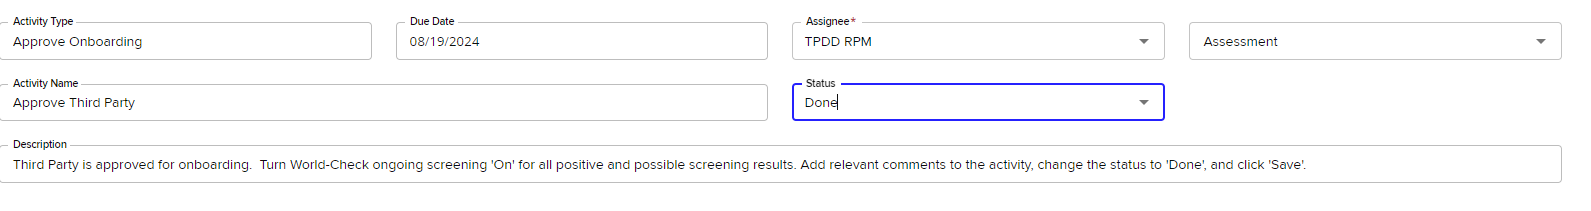 Activity Type
Approve Onboarding
Due Date
08/19/2024
Assignee*
TPDD RPM
Assessment
Activity Name
Approve Third Party
Status
Done
Description
Third Party is approved for onboarding.  Turn World-Check ongoing screening 'On' for all positive and possible screening results. Add relevant comments to the activity, change the status to 'Done', and click 'Save'.